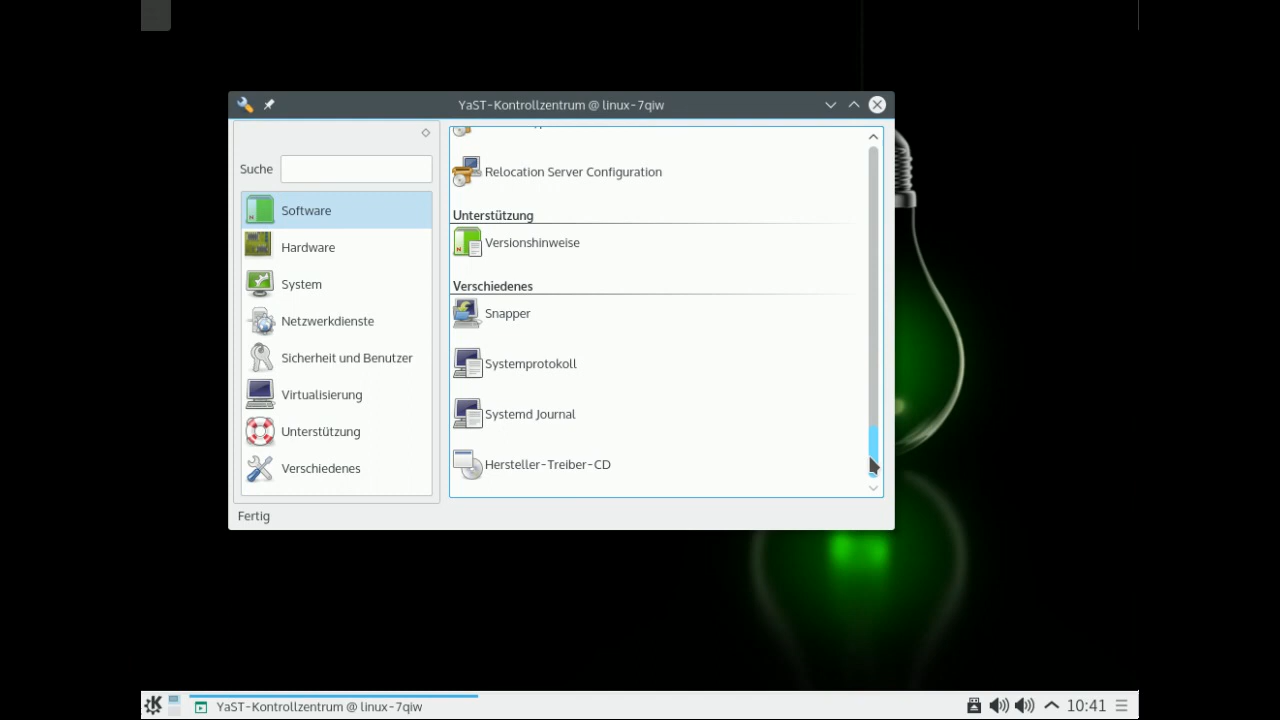 YaST-Kontrollzentrum @ linux-7qiw
Suche
Software
Hardware
System
Netzwerkdienste
Sicherheit und Benutzer
Virtualisierung
Unterstützung
Verschiedenes
Relocation Server Configuration
Unterstützung
Versionshinweise
Verschiedenes
Snapper
Systemprotokoll
Systemd Journal
Hersteller-Treiber-CD
Fertig
YaST-Kontrollzentrum @ linux-7qiw
10:41